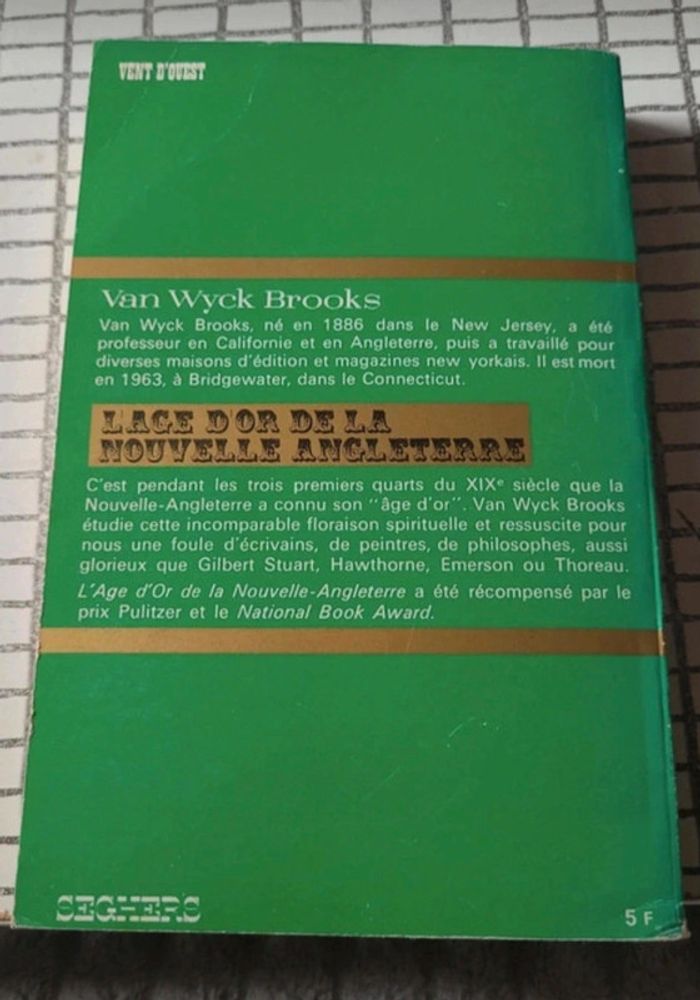 VENT D'OUEST
Van Wyck Brooks
Van Wyck Brooks, né en 1886 dans le New Jersey, a été
professeur en Californie et en Angleterre, puis a travaillé pour
diverses maisons d'édition et magazines new yorkais. Il est mort
en 1963, à Bridgewater, dans le Connecticut.
L'AGE D'OR DE LA
NOUVELLE ANGLETERRE
C'est pendant les trois premiers quarts du XIXe siècle que la
Nouvelle-Angleterre a connu son "âge d'or". Van Wyck Brooks
étudie cette incomparable floraison spirituelle et ressuscite pour
nous une foule d'écrivains, de peintres, de philosophes, aussi
glorieux que Gilbert Stuart, Hawthorne, Emerson ou Thoreau.
L'Age d'Or de la Nouvelle-Angleterre a été récompensé par le
prix Pulitzer et le National Book Award.
SEGHERS
5 F